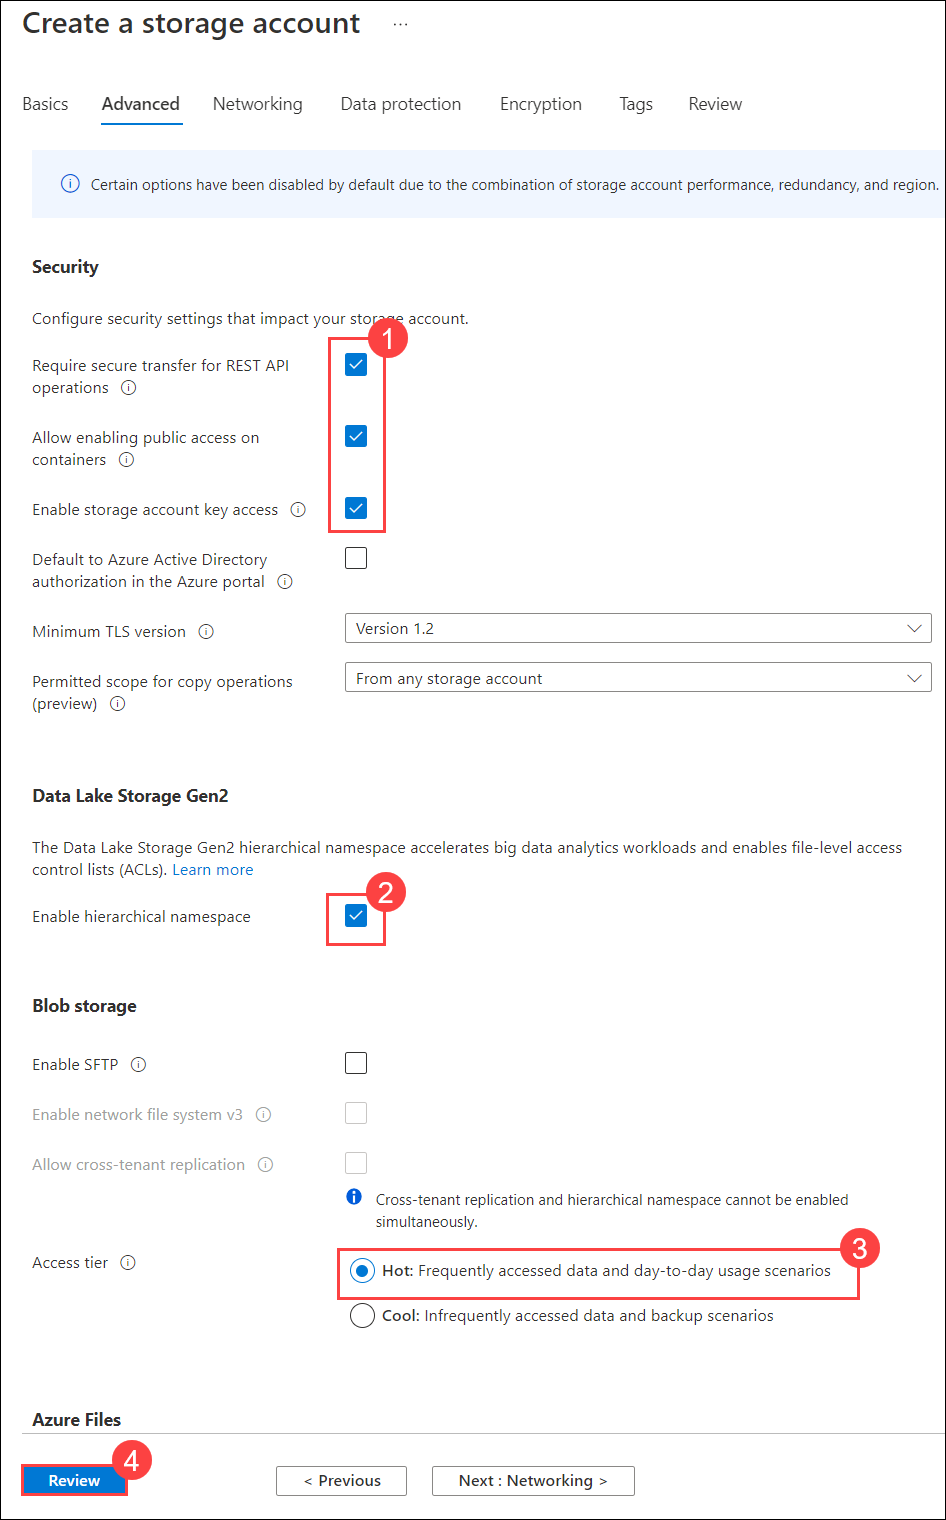 Create a storage account ...
Basics Advanced Networking Data protection Encryption Tags Review
Certain options have been disabled by default due to the combination of storage account performance, redundancy, and region.
Security
Configure security settings that impact your storage account.
1
Require secure transfer for REST API
operations
Allow enabling public access on
containers
Enable storage account key access
Default to Azure Active Directory
authorization in the Azure portal
Minimum TLS version
Version 1.2
Permitted scope for copy operations
(preview)
From any storage account
Data Lake Storage Gen2
The Data Lake Storage Gen2 hierarchical namespace accelerates big data analytics workloads and enables file-level access
control lists (ACLs). Learn more
2
Enable hierarchical namespace
Blob storage
Enable SFTP
Enable network file system v3
Allow cross-tenant replication
Cross-tenant replication and hierarchical namespace cannot be enabled
simultaneously.
3
Access tier
Hot: Frequently accessed data and day-to-day usage scenarios
Cool: Infrequently accessed data and backup scenarios
Azure Files
4
Review < Previous Next : Networking >